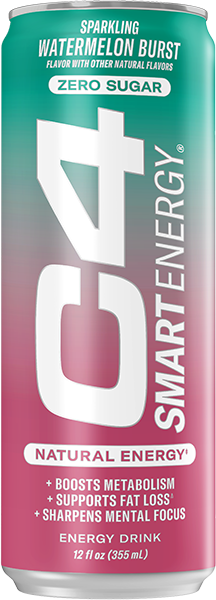 SPARKLING
WATERMELON BURST
FLAVOR WITH OTHER NATURAL FLAVORS
ZERO SUGAR
C4
SMART ENERGY®
NATURAL ENERGY†
+ BOOSTS METABOLISM
+ SUPPORTS FAT LOSS‡
+ SHARPENS MENTAL FOCUS
ENERGY DRINK
12 fl oz (355 mL)